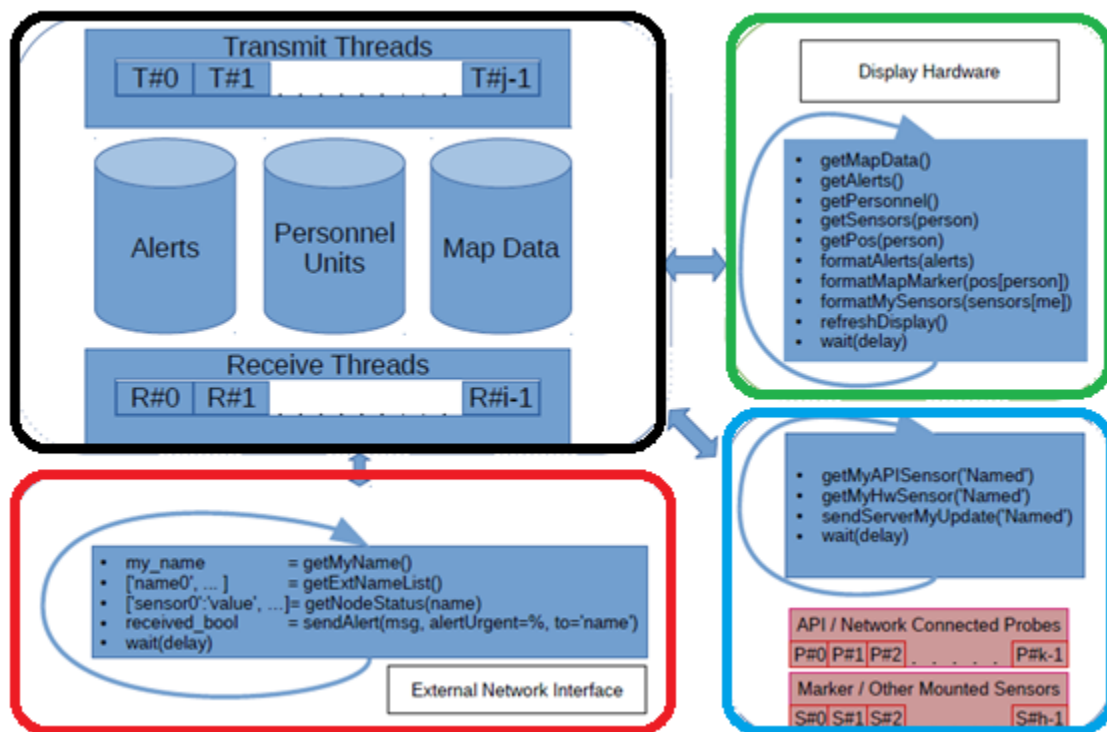 Transmit Threads
T#0 T#1 . . . . . . . . . . . T#j-1
Alerts
Personnel
Units
Map Data
Receive Threads
R#0 R#1 . . . . . . . . . . . R#i-1
Display Hardware
• getMapData()
• getAlerts()
• getPersonnel()
• getSensors(person)
• getPos(person)
• formatAlerts(alerts)
• formatMapMarker(pos[person])
• formatMySensors(sensors[me])
• refreshDisplay()
• wait(delay)
• my_name = getMyName()
• ['name0', ... ] = getExtNameList()
• ['sensor0':'value', ...]= getNodeStatus(name)
• received_bool = sendAlert(msg, alertUrgent=%, to='name')
• wait(delay)
External Network Interface
• getMyAPISensor('Named')
• getMyHwSensor('Named')
• sendServerMyUpdate('Named')
• wait(delay)
API / Network Connected Probes
P#0 P#1 P#2 . . . . . P#k-1
Marker / Other Mounted Sensors
S#0 S#1 S#2 S#h-1